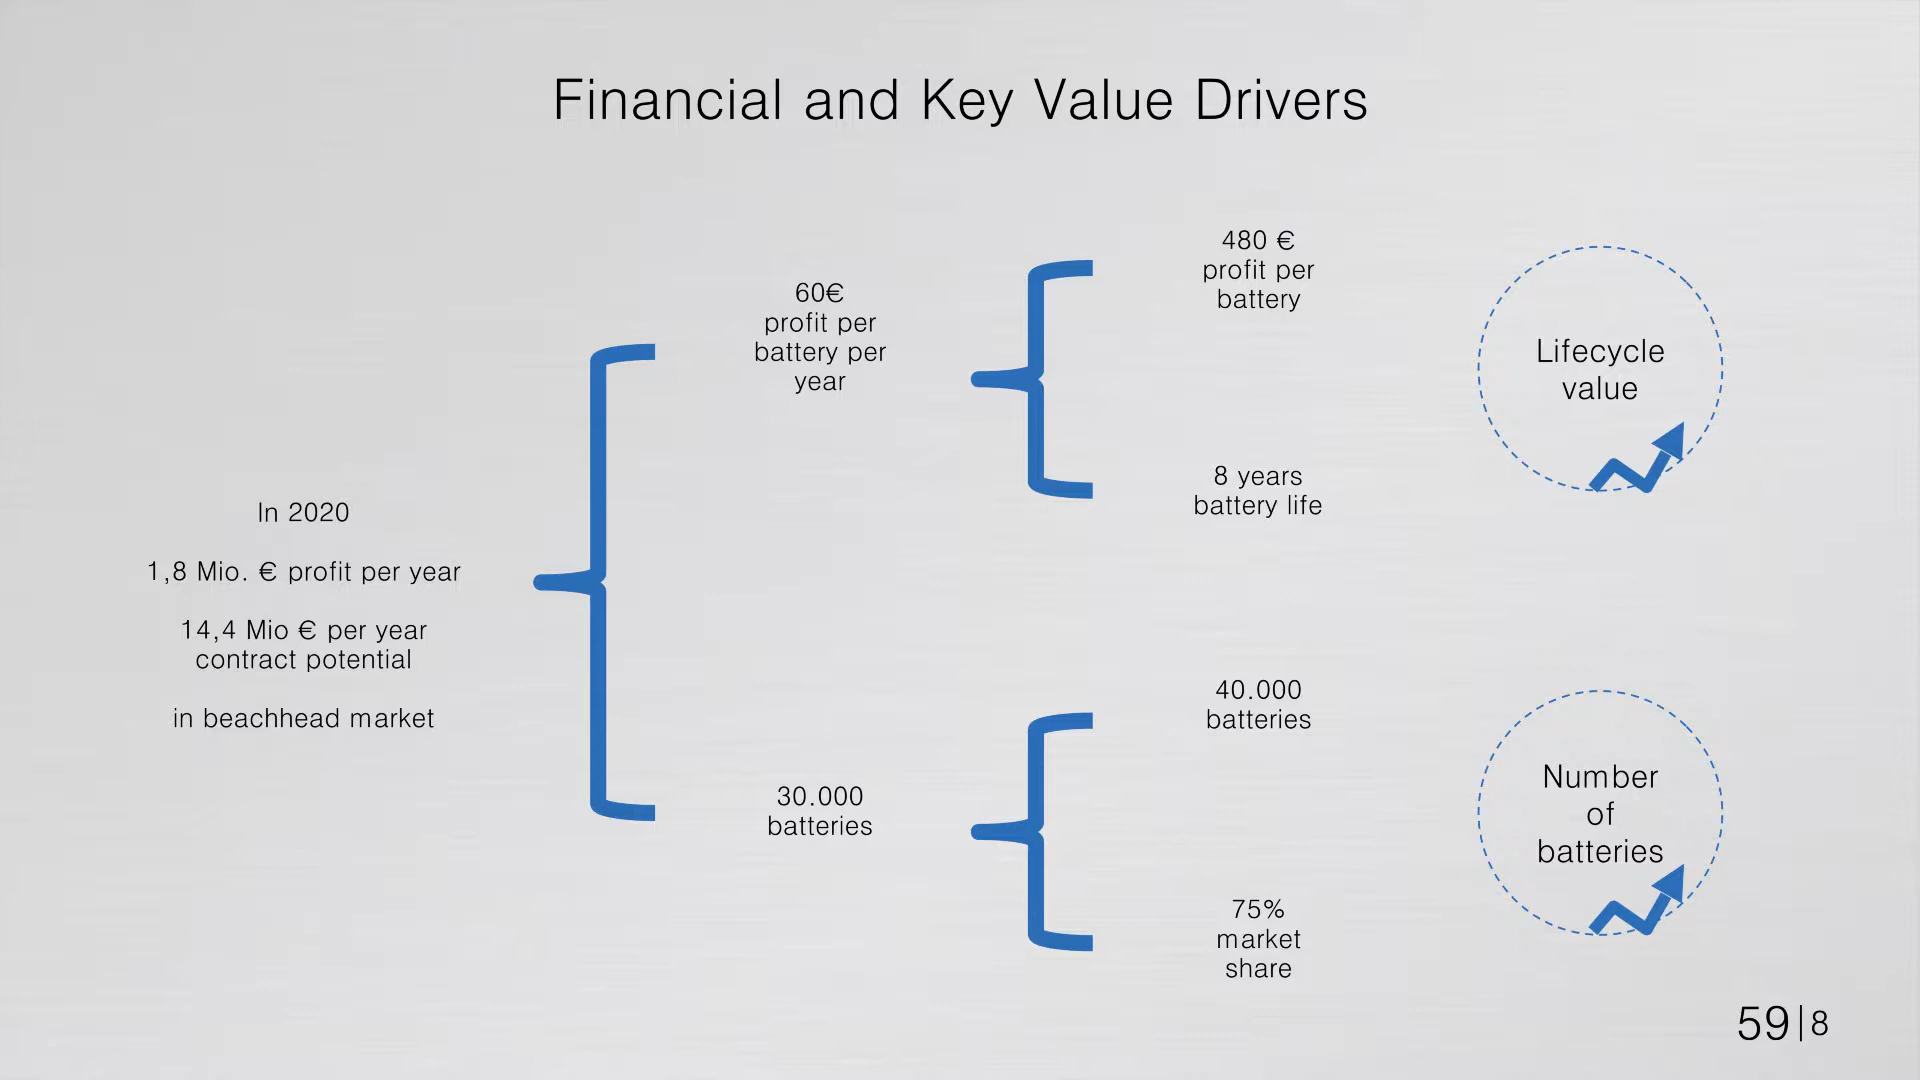 Financial and Key Value Drivers
In 2020
1,8 Mio. € profit per year
14,4 Mio € per year
contract potential
in beachhead market
60€
profit per
battery per
year
30.000
batteries
480 €
profit per
battery
8 years
battery life
40.000
batteries
75%
market
share
Lifecycle
value
Number
of
batteries
59|8